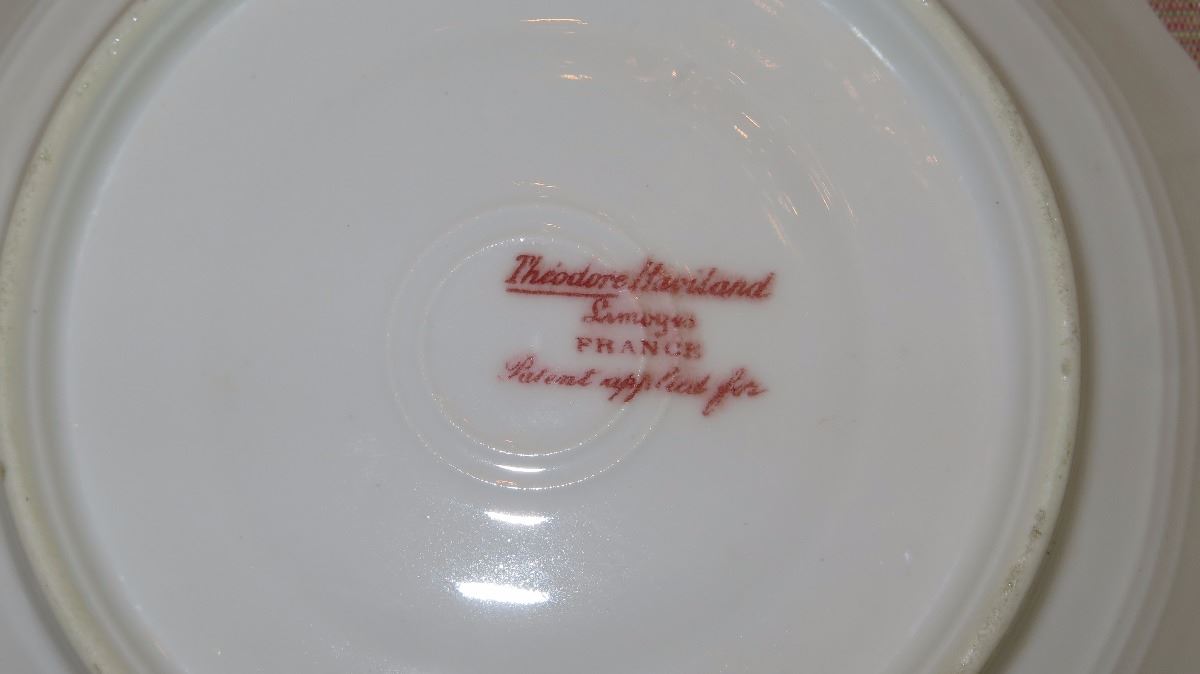 Théodore Haviland
Limoges
FRANCE
Patent applied for